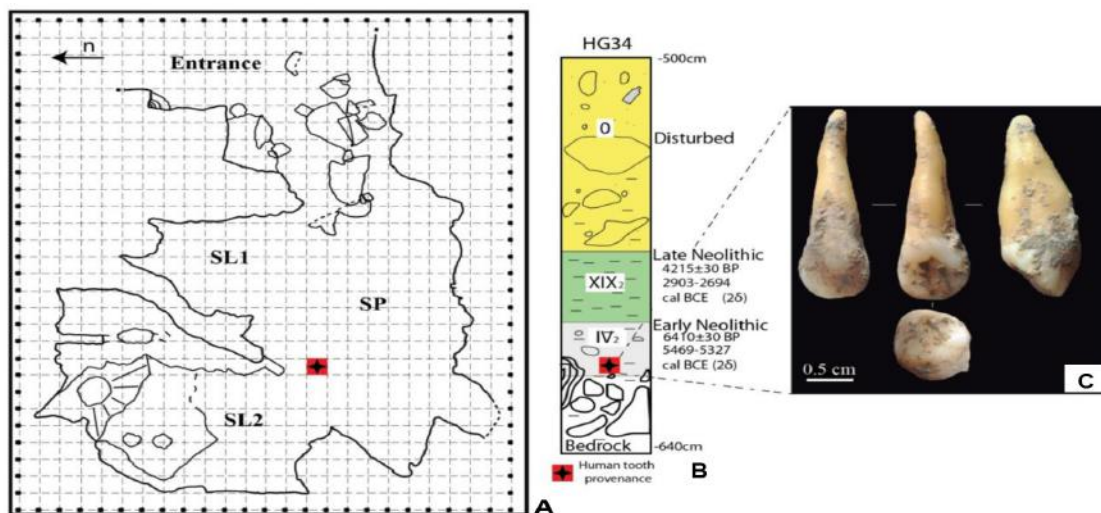 n
Entrance
SL1
SP
SL2
A
HG34
-500cm
0
Disturbed
Late Neolithic
XIX2
4215±30 BP
2903-2694
cal BCE (2δ)
Early Neolithic
IV2
6410±30 BP
5469-5327
cal BCE (2δ)
Bedrock
-640cm
Human tooth
provenance
B
0.5 cm
C